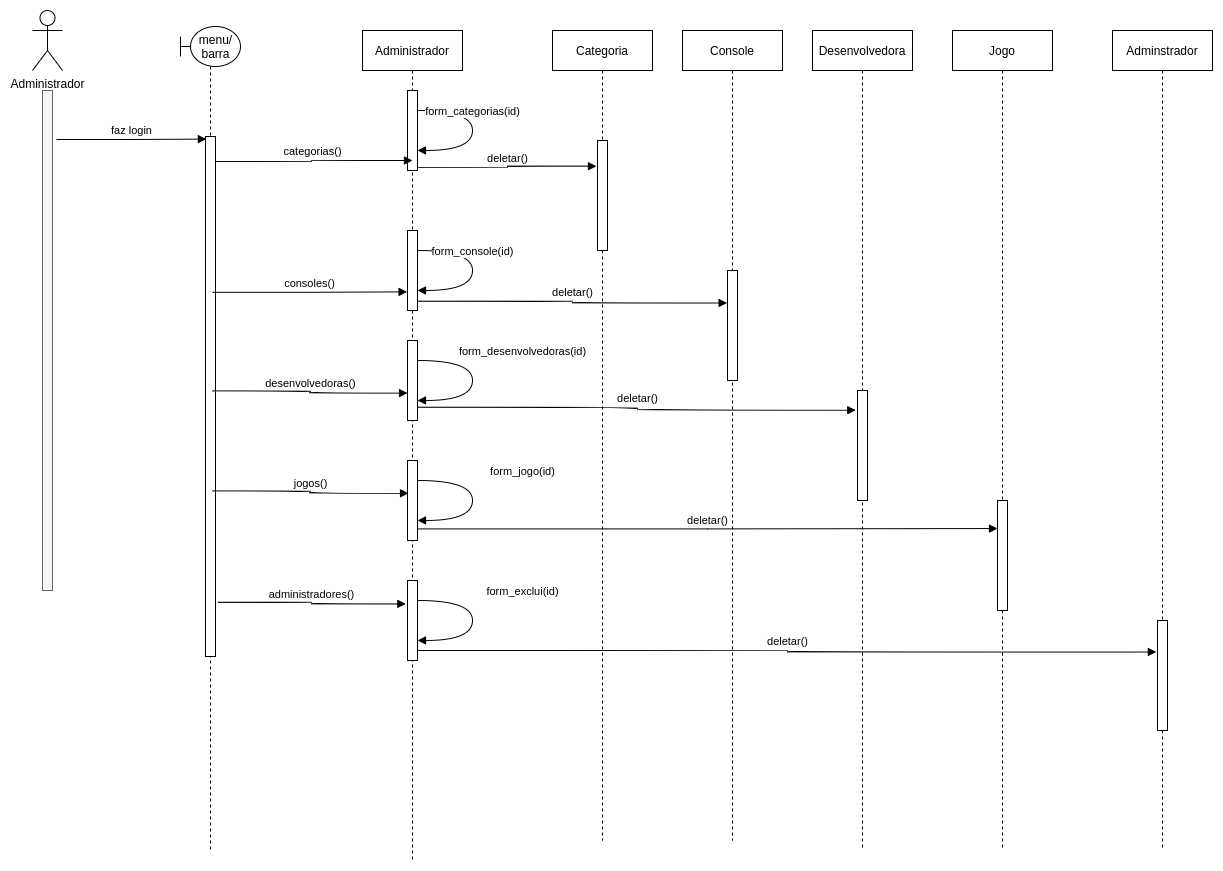 menu/
barra
Administrador
Categoria
Console
Desenvolvedora
Jogo
Adminstrador
Administrador
form_categorias(id)
faz login
categorias()
deletar()
form_console(id)
consoles()
deletar()
form_desenvolvedoras(id)
desenvolvedoras()
deletar()
form_jogo(id)
jogos()
deletar()
form_exclui(id)
administradores()
deletar()